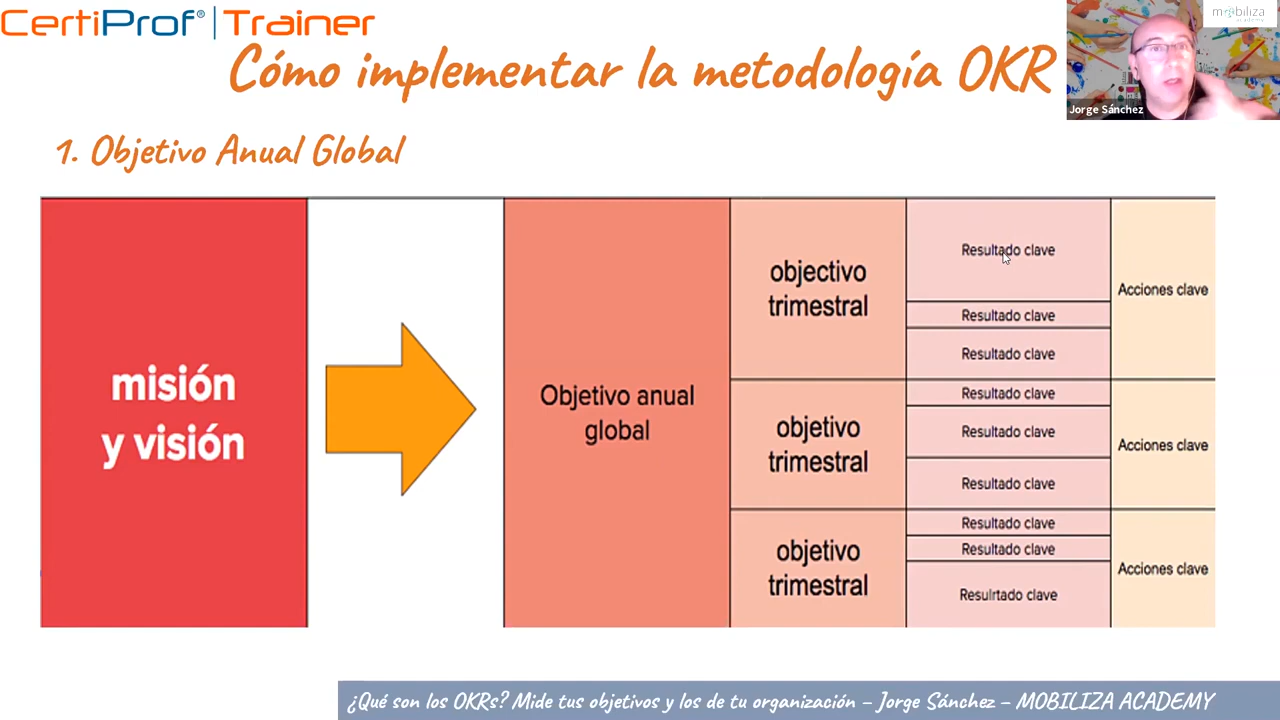 CertiProf® | Trainer
mobiliza
academy
Cómo implementar la metodología OKR
Jorge Sánchez
1. Objetivo Anual Global
misión
y visión
Objetivo anual
global
objectivo
trimestral
Resultado clave
Resultado clave
Resultado clave
Acciones clave
objetivo
trimestral
Resultado clave
Resultado clave
Resultado clave
Acciones clave
objetivo
trimestral
Resultado clave
Resultado clave
Resulrtado clave
Acciones clave
¿Qué son los OKRs? Mide tus objetivos y los de tu organización – Jorge Sánchez – MOBILIZA ACADEMY